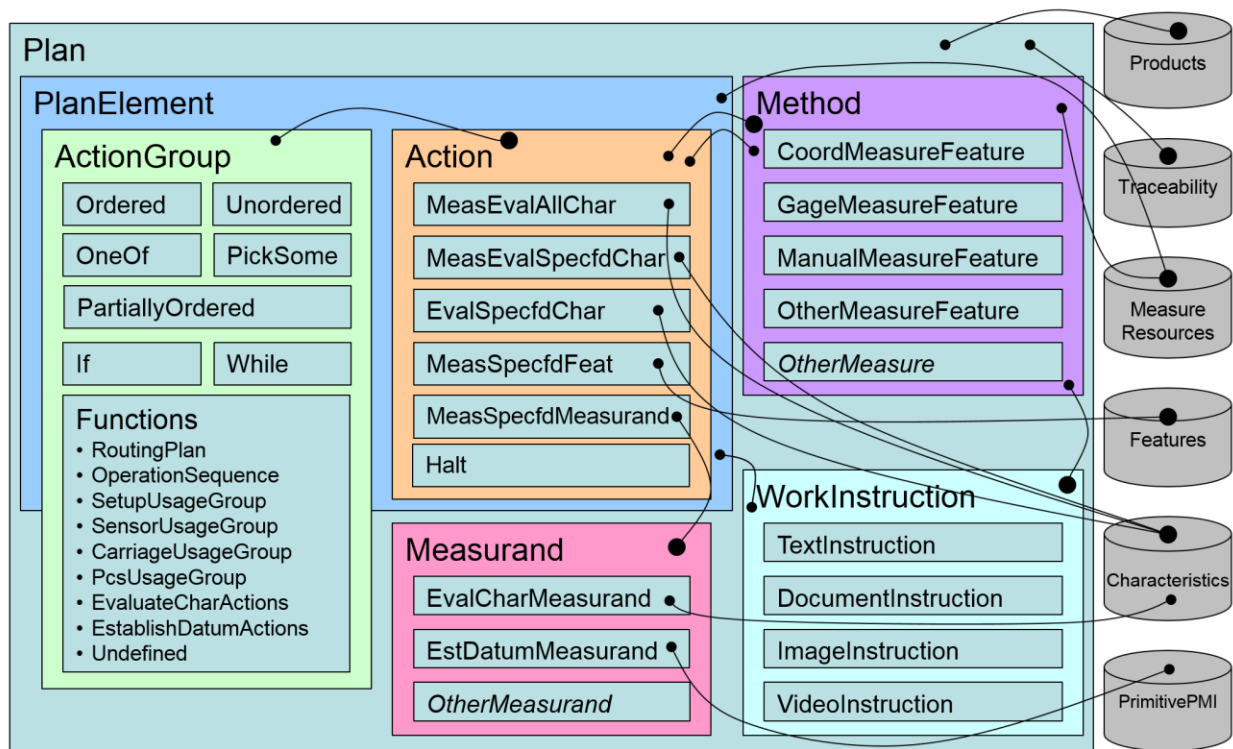 Plan
PlanElement
ActionGroup
Ordered
Unordered
OneOf
PickSome
PartiallyOrdered
If
While
Functions
• RoutingPlan
• OperationSequence
• SetupUsageGroup
• SensorUsageGroup
• CarriageUsageGroup
• PcsUsageGroup
• EvaluateCharActions
• EstablishDatumActions
• Undefined
Action
MeasEvalAllChar
MeasEvalSpecfdChar
EvalSpecfdChar
MeasSpecfdFeat
MeasSpecfdMeasurand
Halt
Measurand
EvalCharMeasurand
EstDatumMeasurand
OtherMeasurand
Method
CoordMeasureFeature
GageMeasureFeature
ManualMeasureFeature
OtherMeasureFeature
OtherMeasure
WorkInstruction
TextInstruction
DocumentInstruction
ImageInstruction
VideoInstruction
Products
Traceability
Measure
Resources
Features
Characteristics
PrimitivePMI